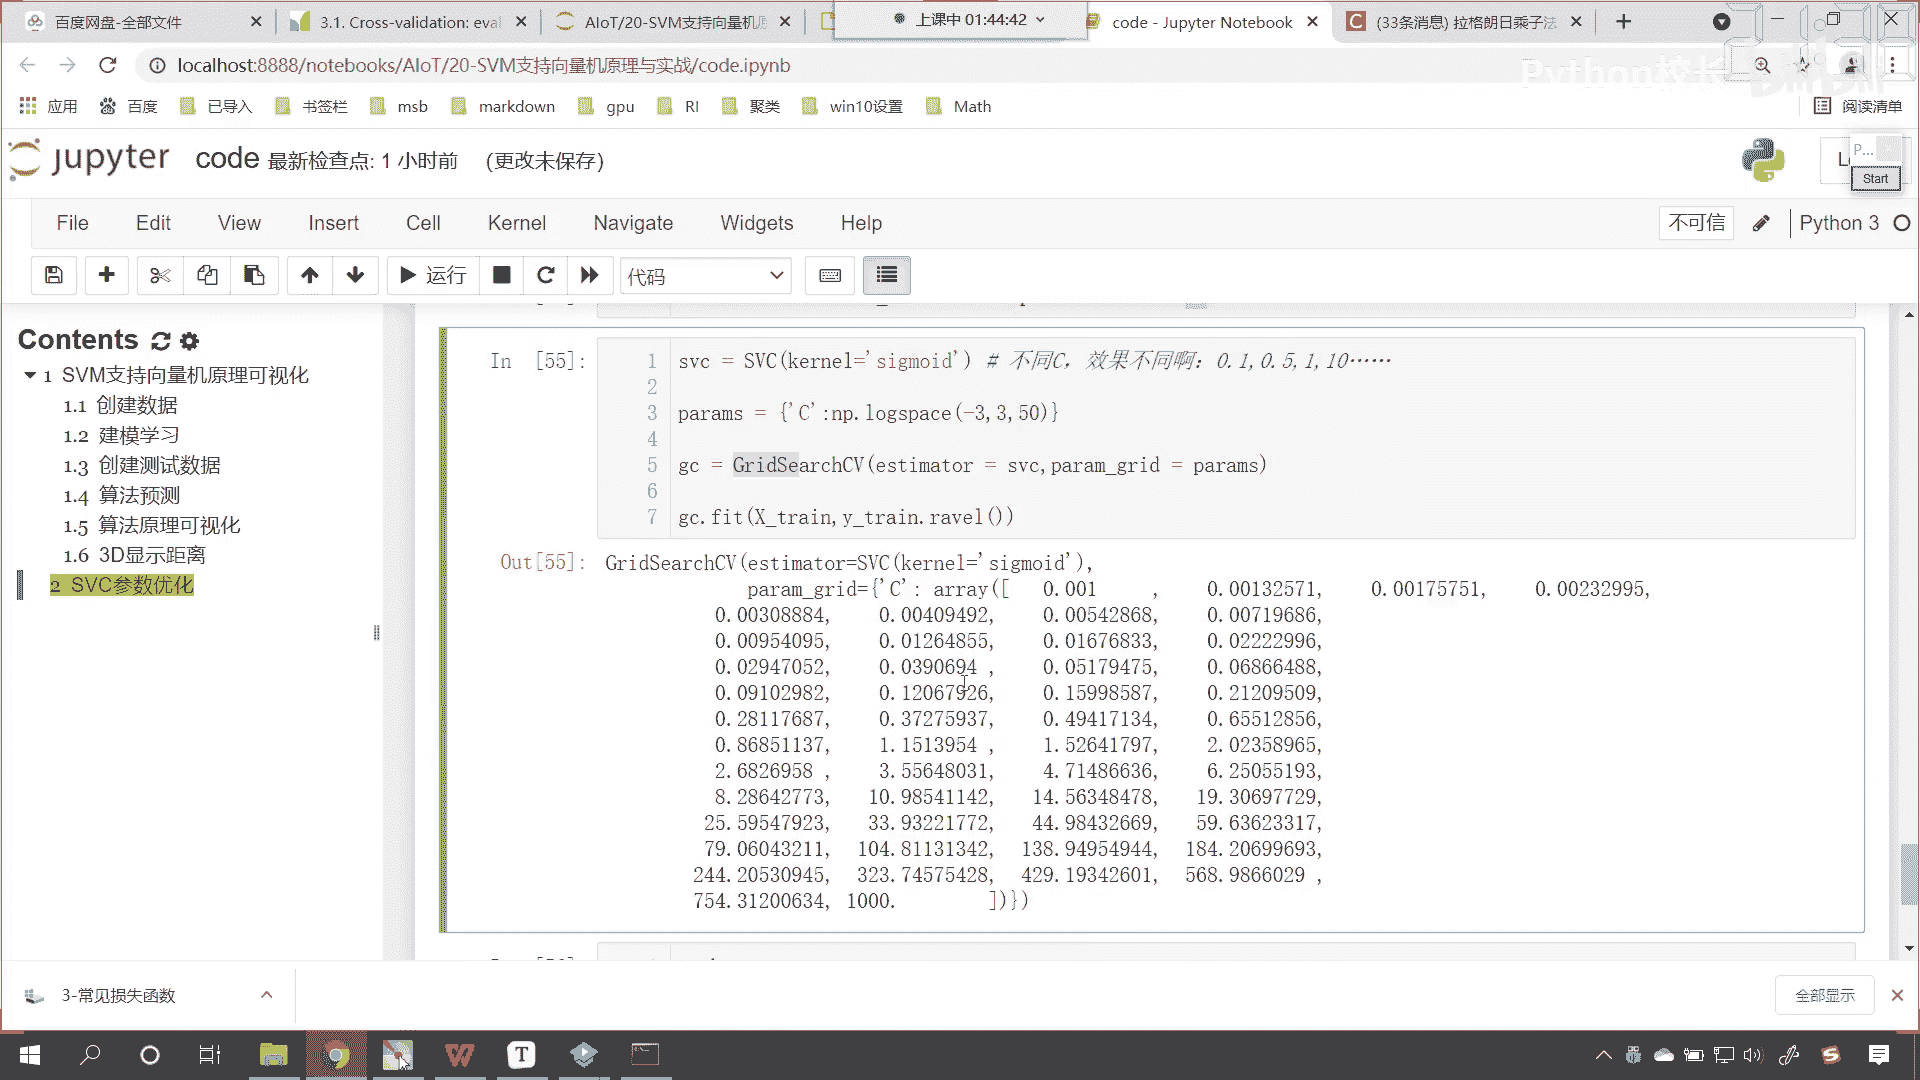 百度网盘-全部文件
3.1. Cross-validation: eval
AIoT/20-SVM支持向量机原
上课中 01:44:42
code - Jupyter Notebook
(33条消息) 拉格朗日乘子法
localhost:8888/notebooks/AIoT/20-SVM支持向量机原理与实战/code.ipynb
Python校长
bilibili
应用 百度 已导入 书签栏 msb markdown gpu RI 聚类 win10设置 Math 阅读清单
jupyter code 最新检查点: 1 小时前 (更改未保存)
P...
Start
File Edit View Insert Cell Kernel Navigate Widgets Help 不可信 Python 3
运行 代码
Contents
1 SVM支持向量机原理可视化
1.1 创建数据
1.2 建模学习
1.3 创建测试数据
1.4 算法预测
1.5 算法原理可视化
1.6 3D显示距离
2 SVC参数优化
In [55]:
1 svc = SVC(kernel='sigmoid') # 不同C，效果不同啊：0.1,0.5,1,10……
2
3 params = {'C':np.logspace(-3,3,50)}
4
5 gc = GridSearchCV(estimator = svc,param_grid = params)
6
7 gc.fit(X_train,y_train.ravel())
Out[55]: GridSearchCV(estimator=SVC(kernel='sigmoid'),
param_grid={'C': array([ 0.001 , 0.00132571, 0.00175751, 0.00232995,
0.00308884, 0.00409492, 0.00542868, 0.00719686,
0.00954095, 0.01264855, 0.01676833, 0.02222996,
0.02947052, 0.0390694 , 0.05179475, 0.06866488,
0.09102982, 0.12067926, 0.15998587, 0.21209509,
0.28117687, 0.37275937, 0.49417134, 0.65512856,
0.86851137, 1.1513954 , 1.52641797, 2.02358965,
2.6826958 , 3.55648031, 4.71486636, 6.25055193,
8.28642773, 10.98541142, 14.56348478, 19.30697729,
25.59547923, 33.93221772, 44.98432669, 59.63623317,
79.06043211, 104.81131342, 138.94954944, 184.20699693,
244.20530945, 323.74575428, 429.19342601, 568.9866029 ,
754.31200634, 1000. ])})
3-常见损失函数
全部显示